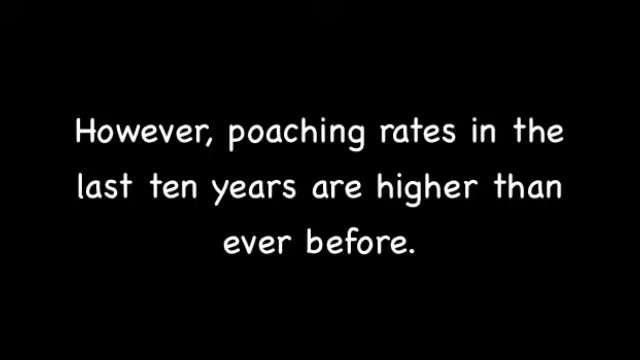 However, poaching rates in the
last ten years are higher than
ever before.